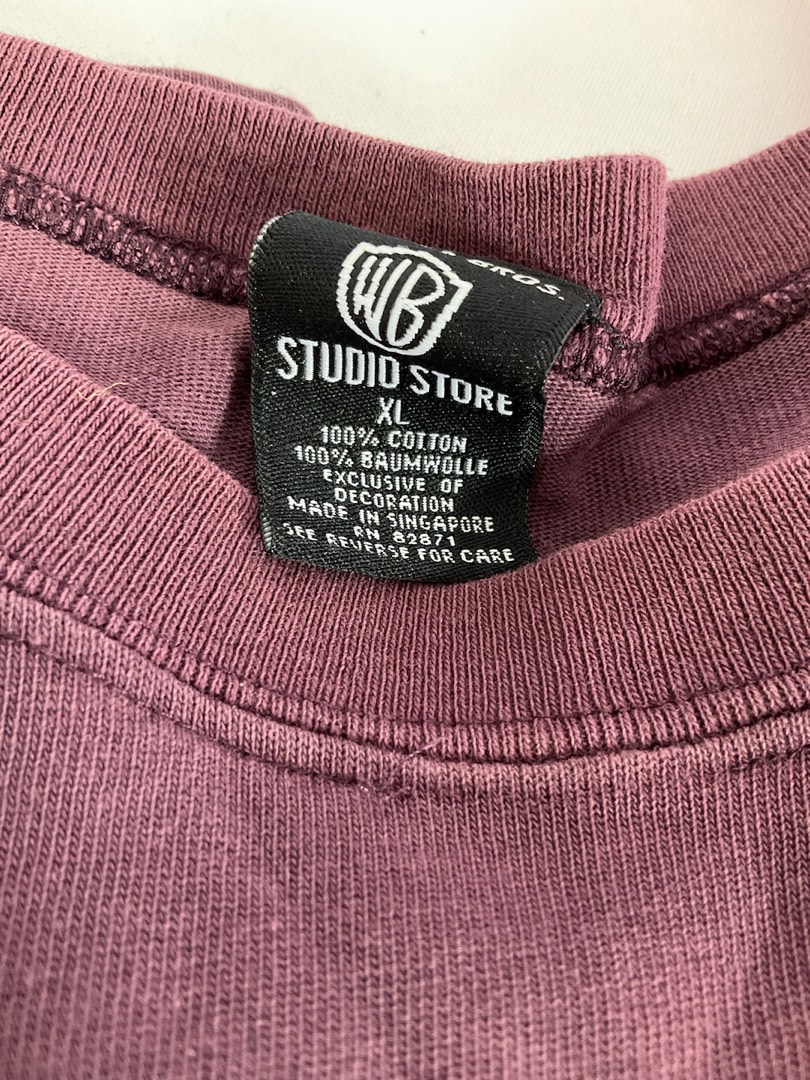 BROS.
WB
STUDIO STORE
XL
100% COTTON
100% BAUMWOLLE
EXCLUSIVE OF
DECORATION
MADE IN SINGAPORE
RN 82871
SEE REVERSE FOR CARE